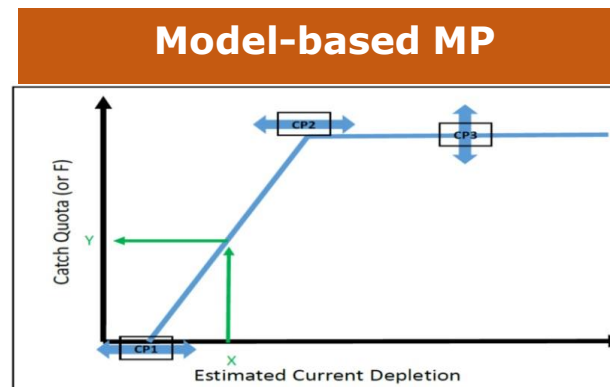 Model-based MP
CP2
CP3
Catch Quota (or F)
Y
CP1
X
Estimated Current Depletion